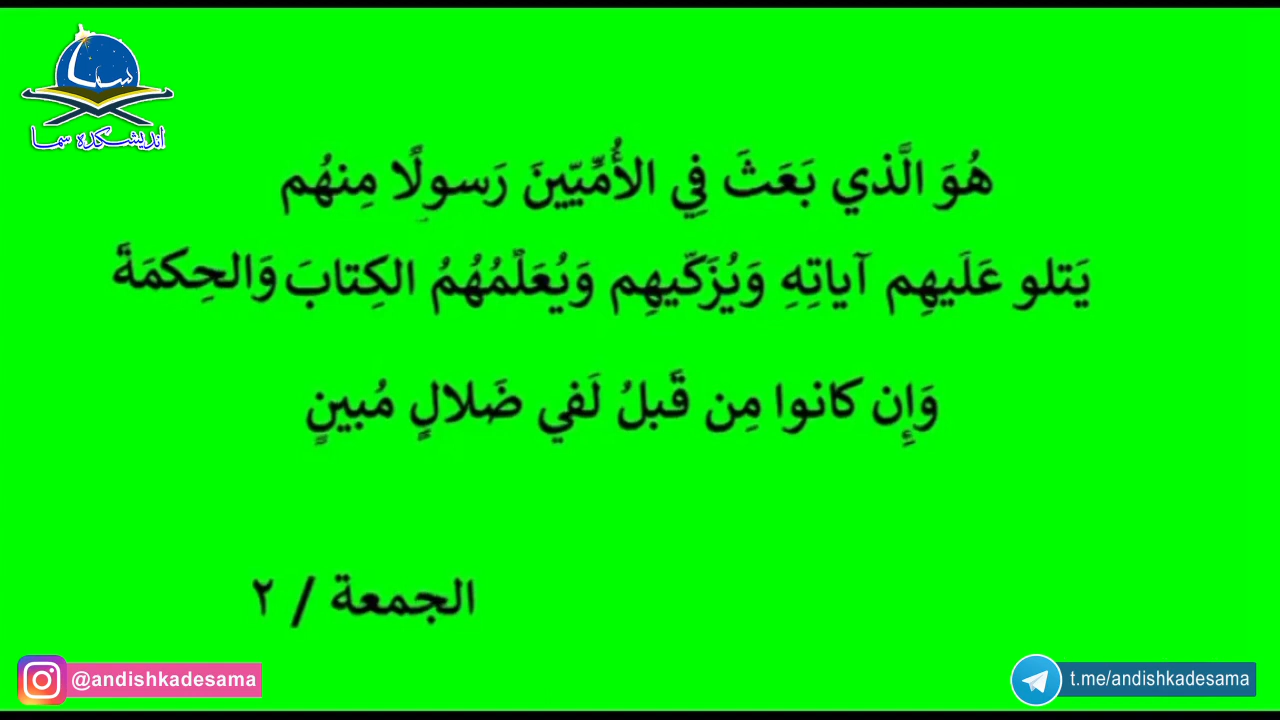 سما
اندیشکده سما
هُوَ الَّذي بَعَثَ فِي الأُمِّيّينَ رَسولًا مِنهُم
يَتلو عَلَيهِم آياتِهِ وَيُزَكّيهِم وَيُعَلِّمُهُمُ الكِتابَ وَالحِكمَةَ
وَإِن كانوا مِن قَبلُ لَفي ضَلالٍ مُبينٍ
الجمعة / ٢
@andishkadesama
t.me/andishkadesama